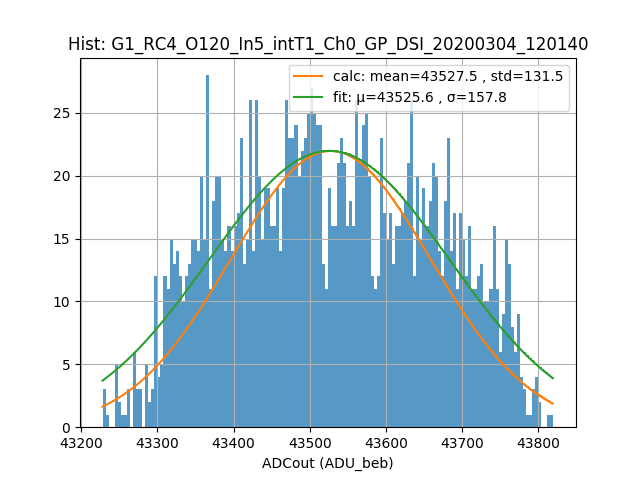 Hist: G1_RC4_O120_In5_intT1_Ch0_GP_DSI_20200304_120140
calc: mean=43527.5 , std=131.5
fit: μ=43525.6 , σ=157.8
25
20
15
10
5
0
43200 43300 43400 43500 43600 43700 43800
ADCout (ADU_beb)